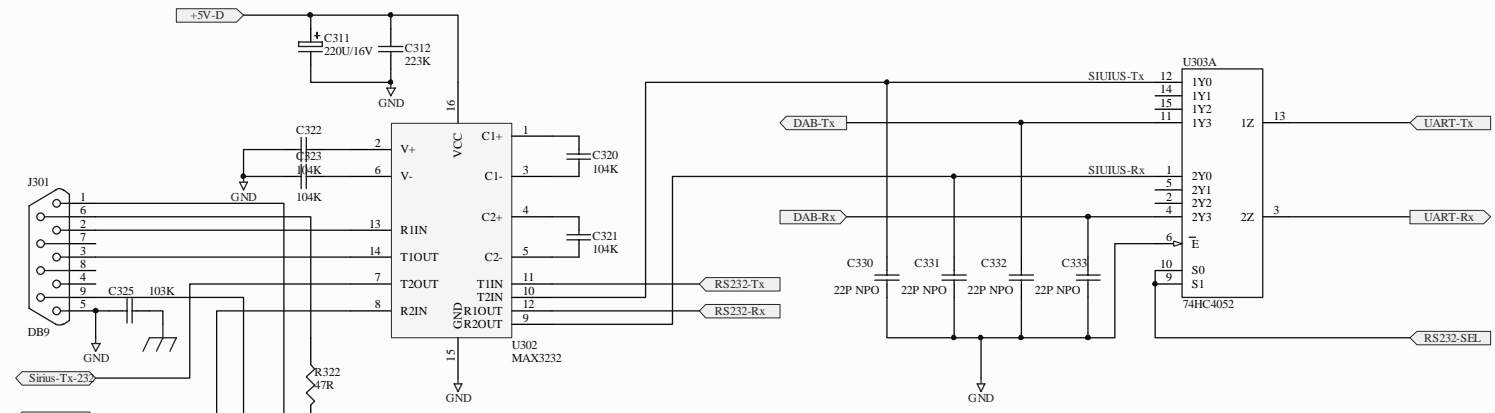 +5V-D
C311
+
220U/16V
C312
223K
GND
16
VCC
C322
C323
104K
104K
GND
2 V+
6 V-
C1+ 1
C1- 3
C320
104K
C2+ 4
C2- 5
C321
104K
13 R1IN
14 T1OUT
7 T2OUT
8 R2IN
T1IN 11
T2IN 10
R1OUT 12
R2OUT 9
GND
15
GND
U302
MAX3232
J301
1
6
2
7
3
8
4
9
5
DB9
C325 103K
GND
Sirius-Tx-232
R322
47R
RS232-Tx
RS232-Rx
DAB-Tx
DAB-Rx
SIUIUS-Tx
SIUIUS-Rx
C330
22P NPO
C331
22P NPO
C332
22P NPO
C333
22P NPO
GND
U303A
12 1Y0
14 1Y1
15 1Y2
11 1Y3
1Z 13
1 2Y0
5 2Y1
2 2Y2
4 2Y3
2Z 3
6 E
10 S0
9 S1
74HC4052
UART-Tx
UART-Rx
RS232-SEL